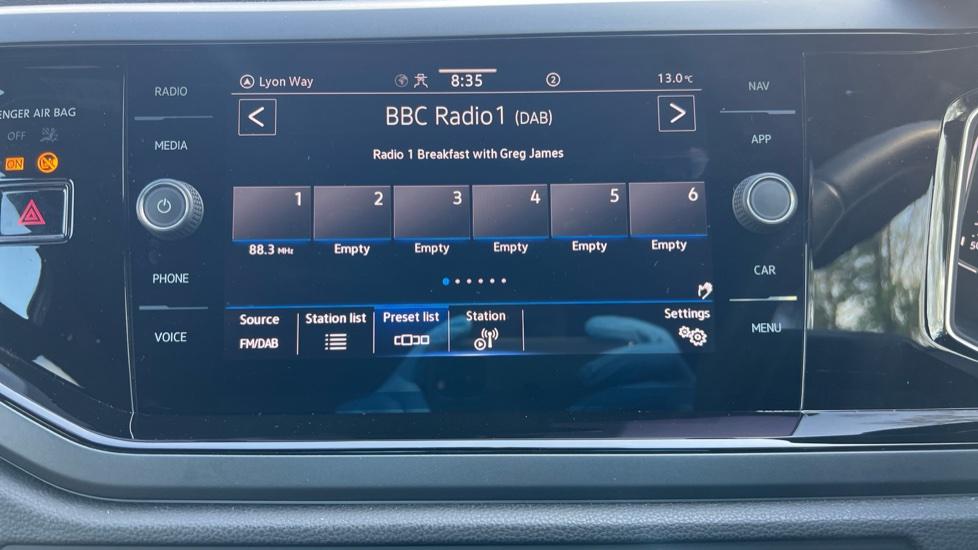 Lyon Way
8:35
2
13.0°C
BBC Radio1 (DAB)
Radio 1 Breakfast with Greg James
1 2 3 4 5 6
88.3 MHz Empty Empty Empty Empty Empty
Source Station list Preset list Station Settings
FM/DAB
RADIO
MEDIA
PHONE
VOICE
NAV
APP
CAR
MENU
ENGER AIR BAG
OFF
ON